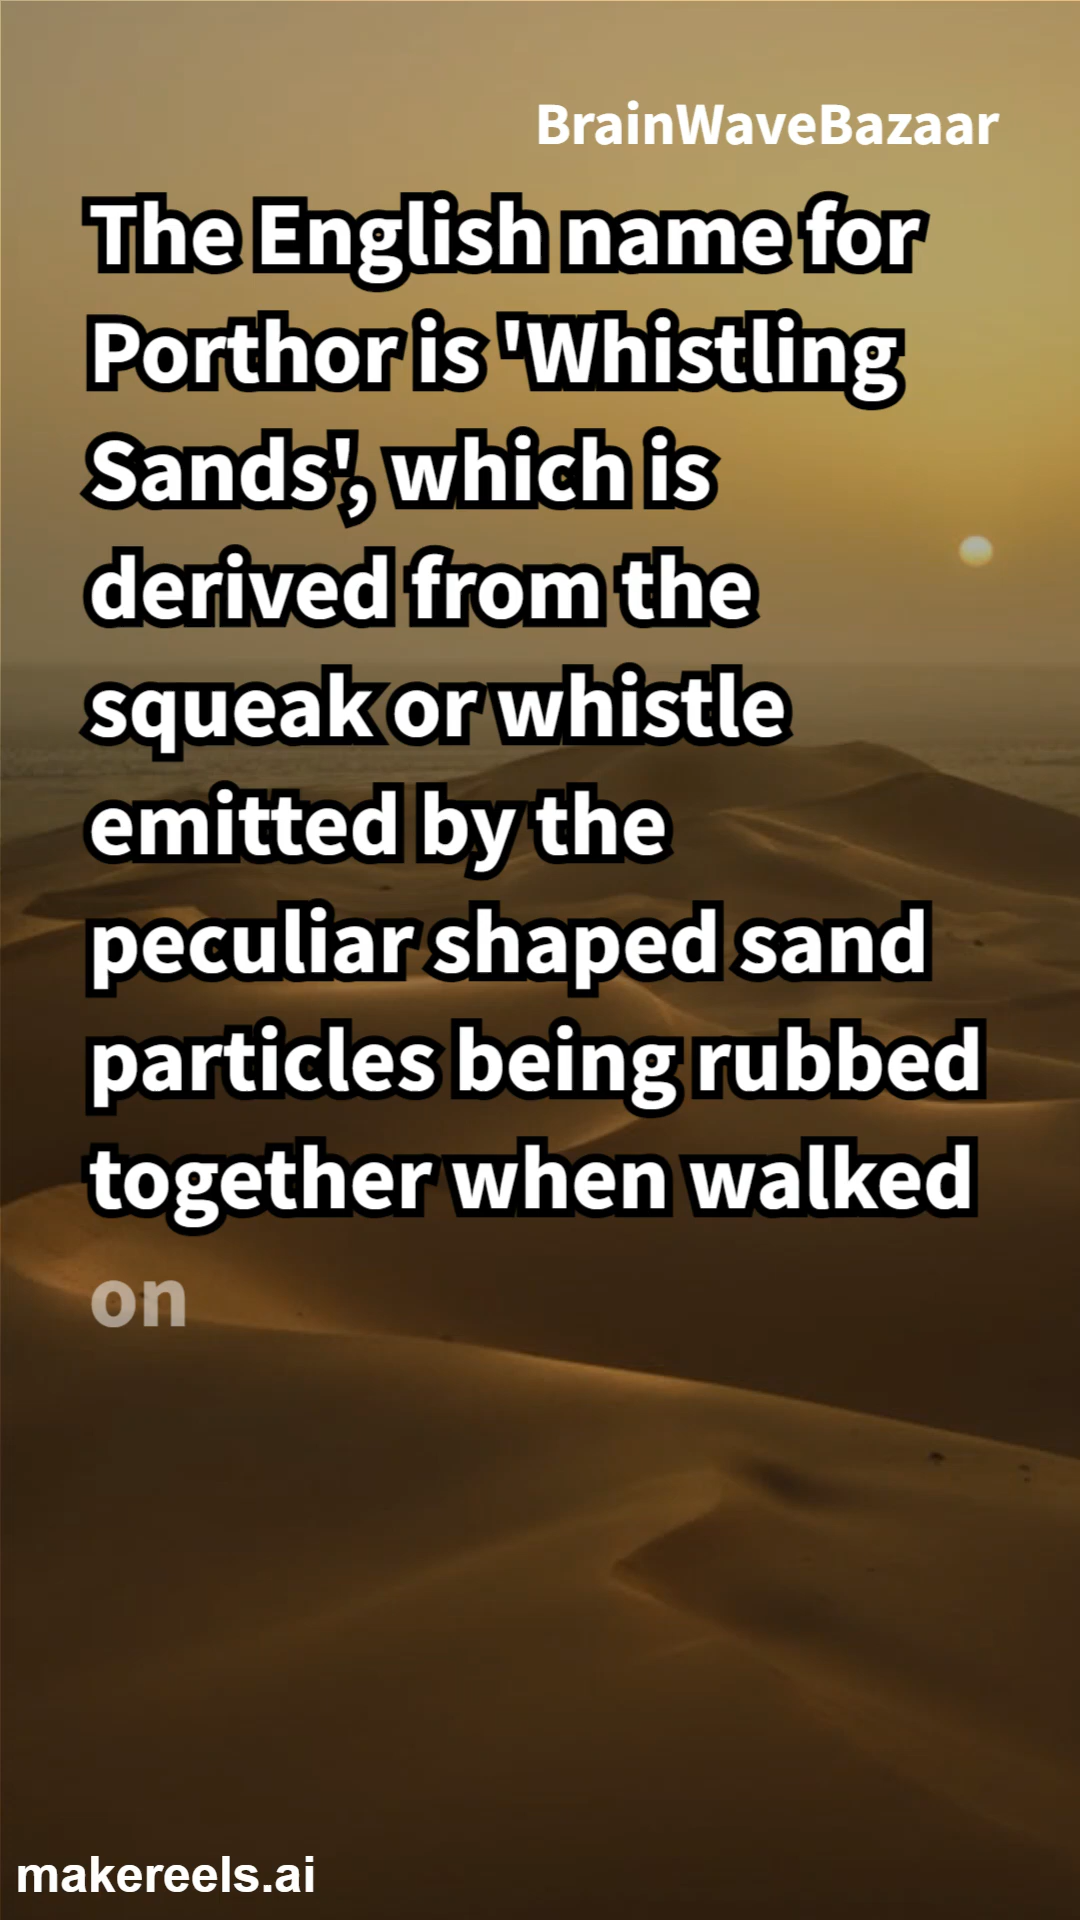 BrainWaveBazaar
The English name for
Porthor is 'Whistling
Sands', which is
derived from the
squeak or whistle
emitted by the
peculiar shaped sand
particles being rubbed
together when walked
on
makereels.ai